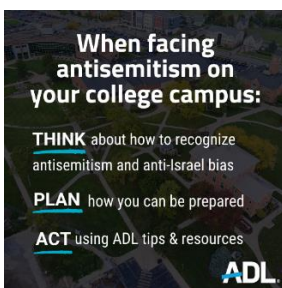 When facing
antisemitism on
your college campus:
THINK about how to recognize
antisemitism and anti-Israel bias
PLAN how you can be prepared
ACT using ADL tips & resources
ADL